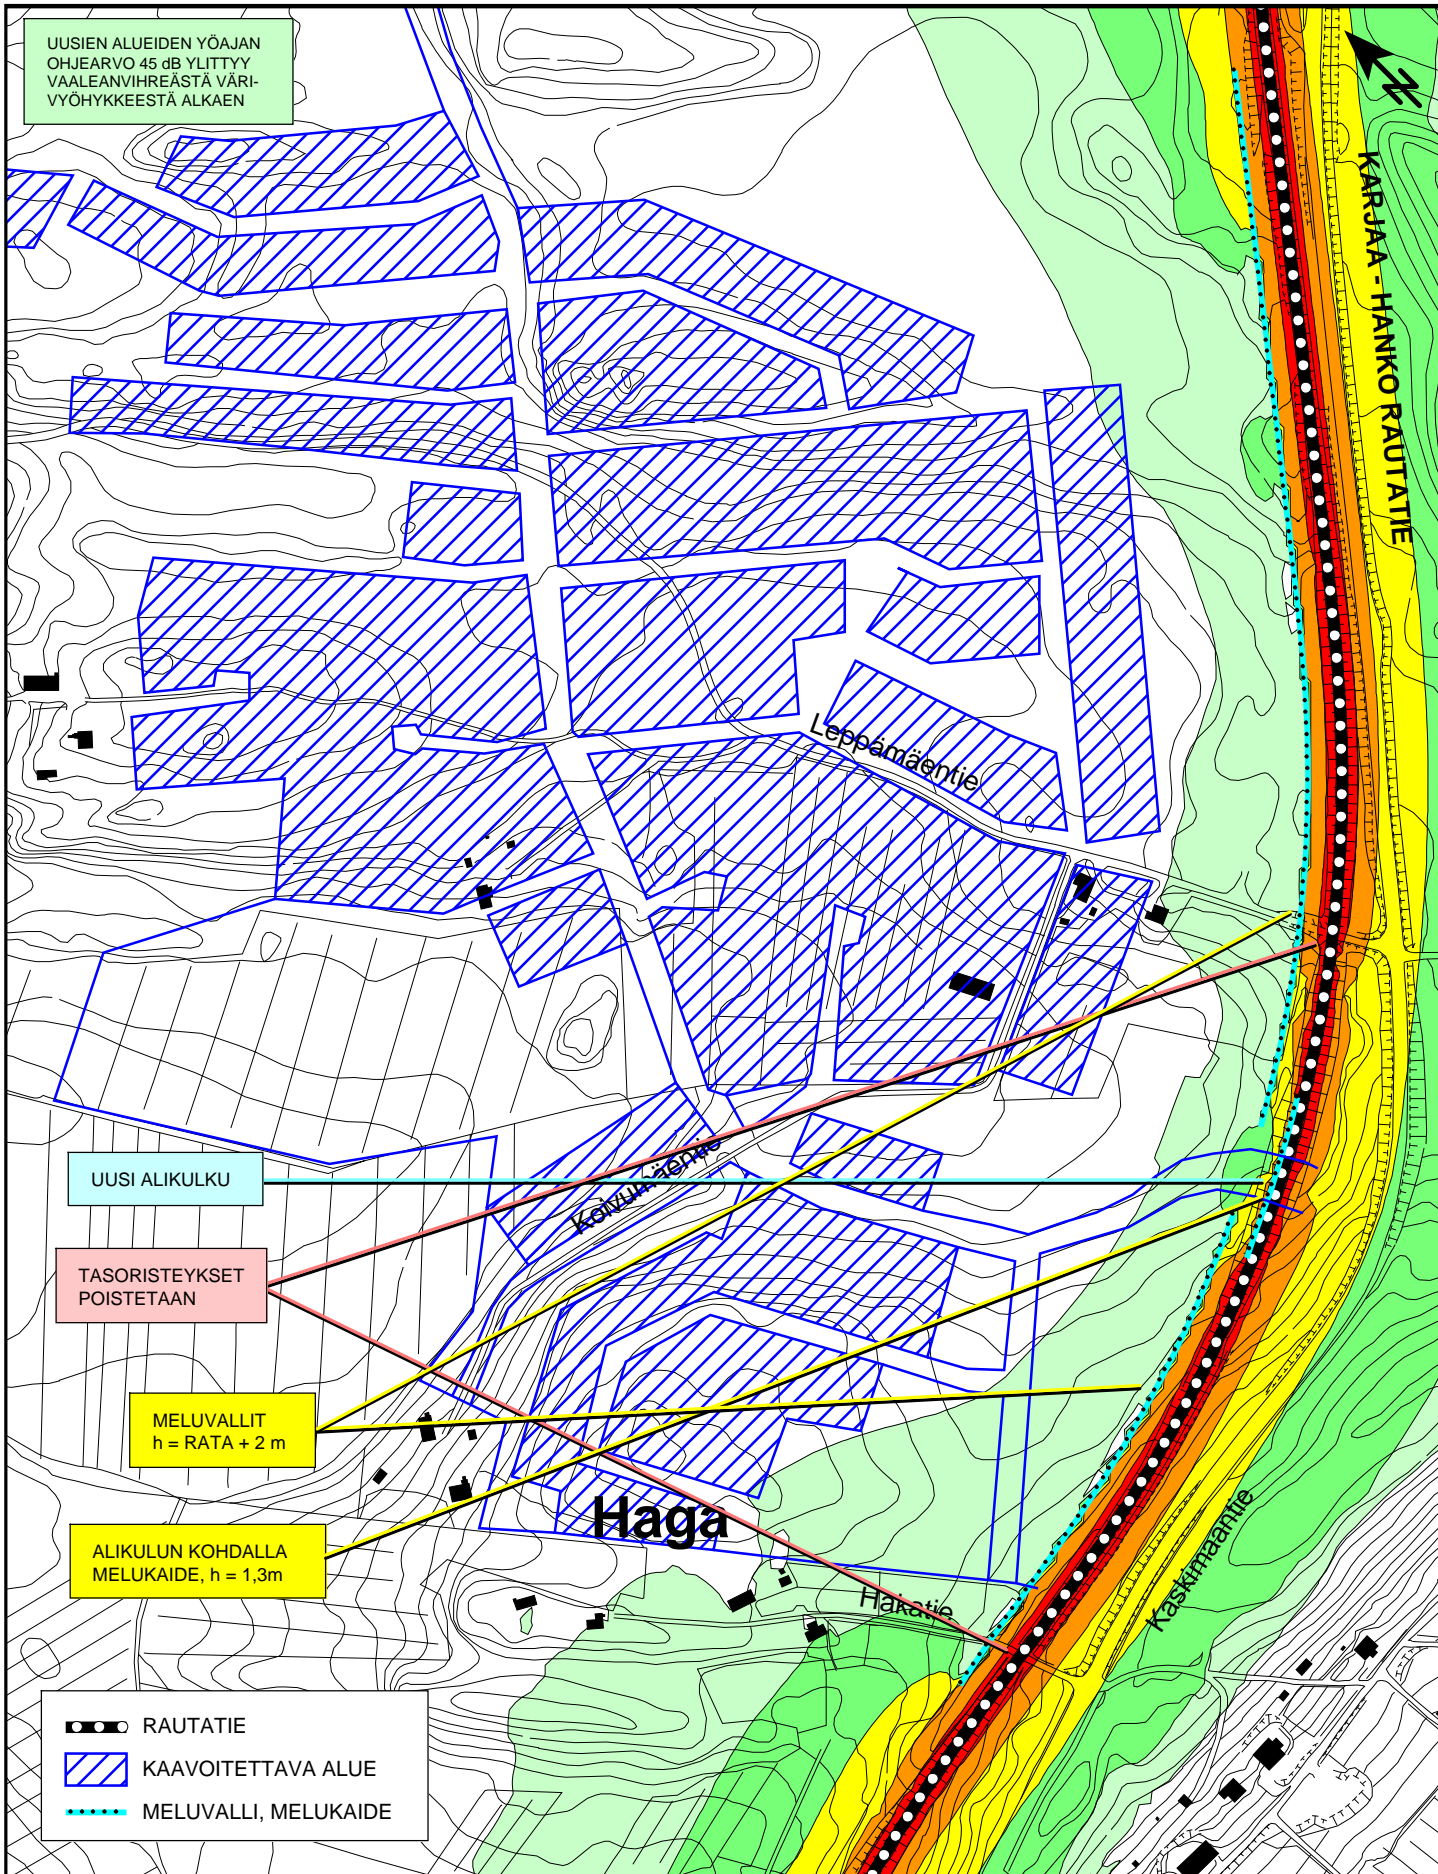 UUSIEN ALUEIDEN YÖAJAN
OHJEARVO 45 dB YLITTYY
VAALEANVIHREÄSTÄ VÄRI-
VYÖHYKKEESTÄ ALKAEN
KARJAA - HANKO RAUTATIE
Leppämäentie
UUSI ALIKULKU
Koivumäentie
TASORISTEYKSET
POISTETAAN
MELUVALLIT
h = RATA + 2 m
ALIKULUN KOHDALLA
MELUKAIDE, h = 1,3m
Haga
Hakatie
Kaskimaantie
RAUTATIE
KAAVOITETTAVA ALUE
MELUVALLI, MELUKAIDE